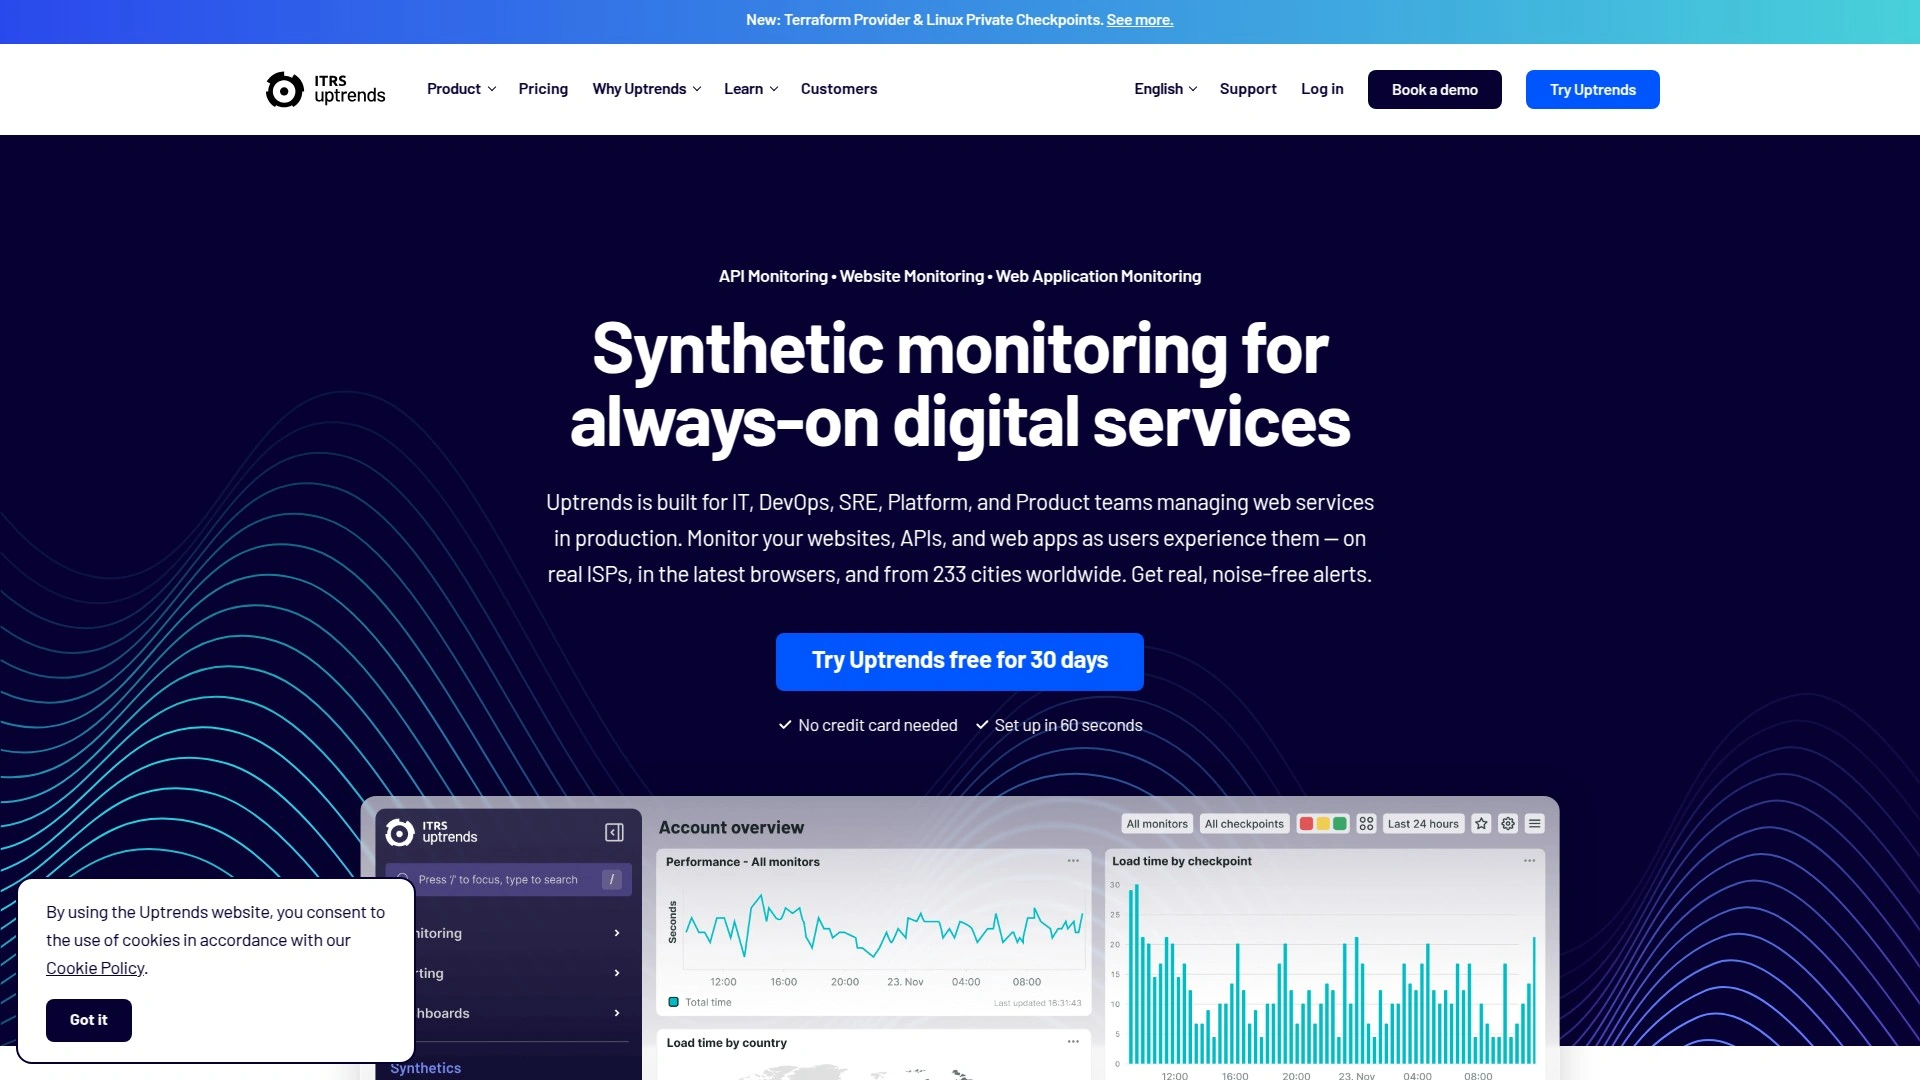 New: Terraform Provider & Linux Private Checkpoints. See more.
ITRS
uptrends
Product
Pricing
Why Uptrends
Learn
Customers
English
Support
Log in
Book a demo
Try Uptrends
API Monitoring • Website Monitoring • Web Application Monitoring
Synthetic monitoring for
always-on digital services
Uptrends is built for IT, DevOps, SRE, Platform, and Product teams managing web services
in production. Monitor your websites, APIs, and web apps as users experience them — on
real ISPs, in the latest browsers, and from 233 cities worldwide. Get real, noise-free alerts.
Try Uptrends free for 30 days
No credit card needed
Set up in 60 seconds
ITRS
uptrends
Press '/' to focus, type to search
/
Synthetics
Account overview
All monitors
All checkpoints
Last 24 hours
Performance - All monitors
Seconds
12:00 16:00 20:00 23. Nov 04:00 08:00
Total time
Last updated 16:31:43
Load time by checkpoint
30
25
20
15
10
5
0
12:00 16:00 20:00 23. Nov 04:00 08:00
Load time by country
By using the Uptrends website, you consent to
the use of cookies in accordance with our
Cookie Policy.
Got it